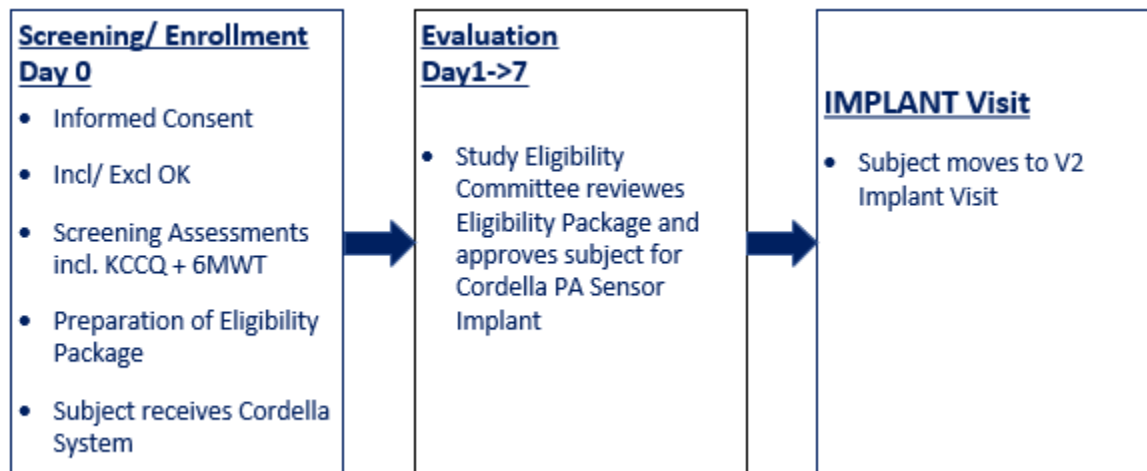 Screening/ Enrollment
Day 0
• Informed Consent
• Incl/ Excl OK
• Screening Assessments
incl. KCCQ + 6MWT
• Preparation of Eligibility
Package
• Subject receives Cordella
System
Evaluation
Day1->7
• Study Eligibility
Committee reviewes
Eligibility Package and
approves subject for
Cordella PA Sensor
Implant
IMPLANT Visit
• Subject moves to V2
Implant Visit